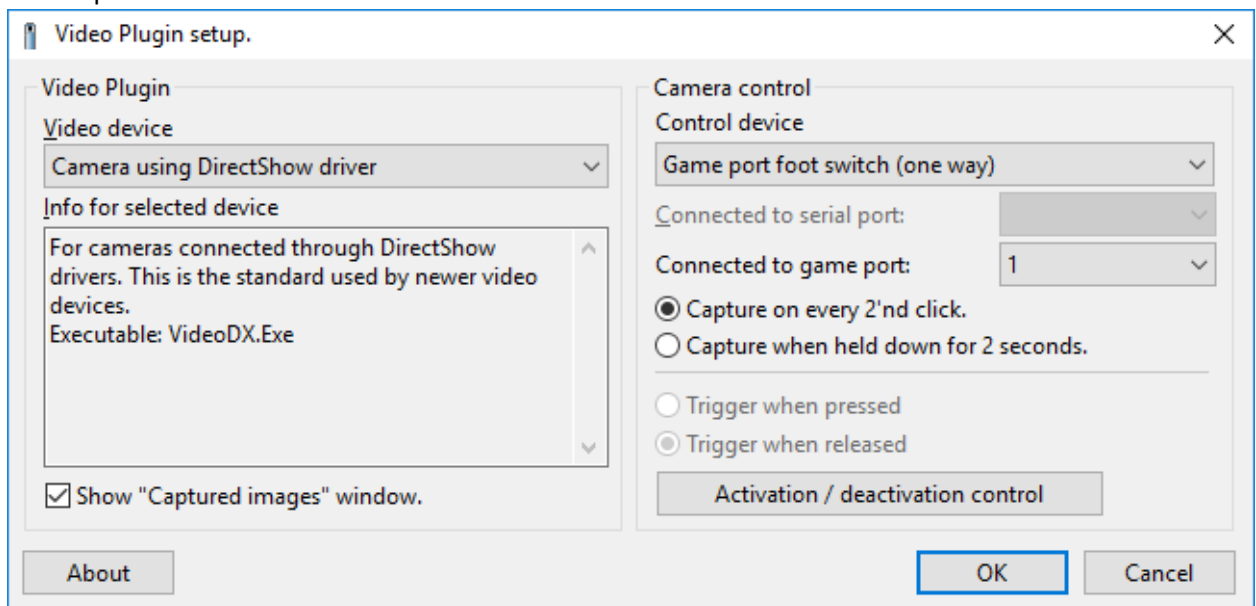 Video Plugin setup.
Video Plugin
Video device
Camera using DirectShow driver
Info for selected device
For cameras connected through DirectShow
drivers. This is the standard used by newer video
devices.
Executable: VideoDX.Exe
Show "Captured images" window.
Camera control
Control device
Game port foot switch (one way)
Connected to serial port:
Connected to game port: 1
Capture on every 2'nd click.
Capture when held down for 2 seconds.
Trigger when pressed
Trigger when released
Activation / deactivation control
About
OK
Cancel